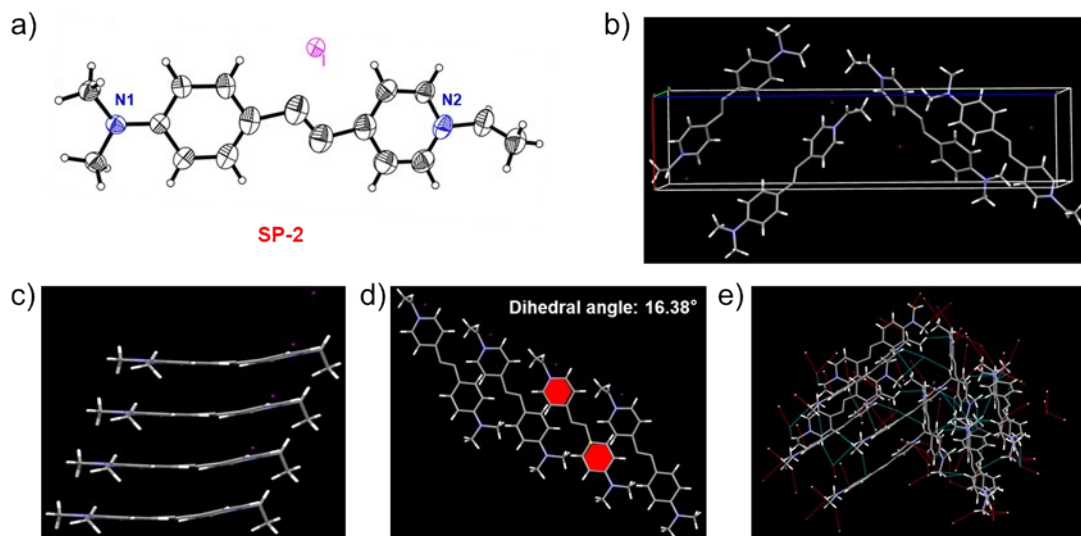 a)
N1
I
N2
SP-2
b)
c)
d)
Dihedral angle: 16.38°
e)